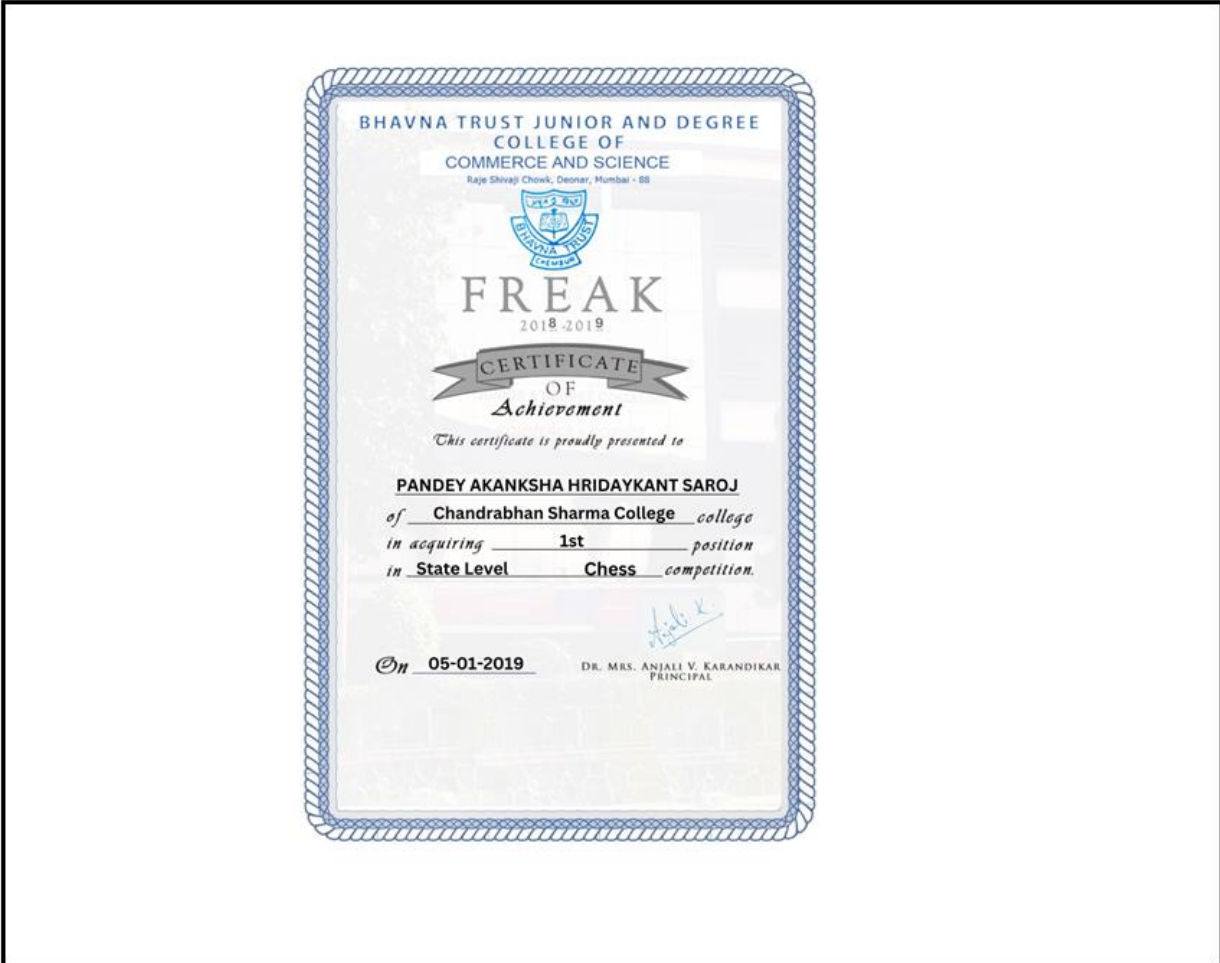 BHAVNA TRUST JUNIOR AND DEGREE
COLLEGE OF
COMMERCE AND SCIENCE
Raje Shivaji Chowk, Deonar, Mumbai - 88
BHAVNA TRUST
CHEMBUR
FREAK
2018-2019
CERTIFICATE
OF
Achievement
This certificate is proudly presented to
PANDEY AKANKSHA HRIDAYKANT SAROJ
of Chandrabhan Sharma College college
in acquiring 1st position
in State Level Chess competition.
Anjali K.
On 05-01-2019 DR. MRS. ANJALI V. KARANDIKAR
PRINCIPAL